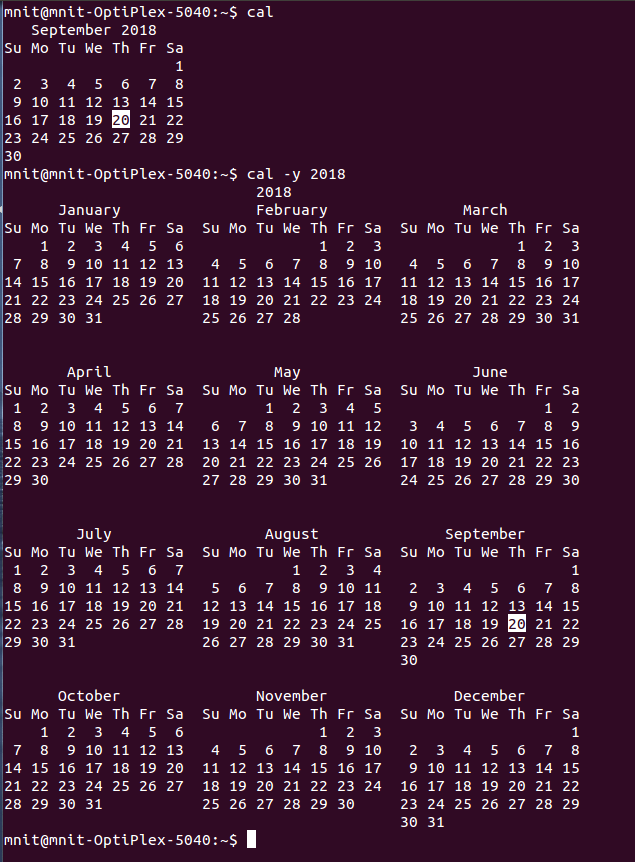 mnit@mnit-OptiPlex-5040:~$ cal
   September 2018
Su Mo Tu We Th Fr Sa
                   1
 2  3  4  5  6  7  8
 9 10 11 12 13 14 15
16 17 18 19 20 21 22
23 24 25 26 27 28 29
30
mnit@mnit-OptiPlex-5040:~$ cal -y 2018
                            2018
      January               February               March
Su Mo Tu We Th Fr Sa  Su Mo Tu We Th Fr Sa  Su Mo Tu We Th Fr Sa
    1  2  3  4  5  6               1  2  3               1  2  3
 7  8  9 10 11 12 13   4  5  6  7  8  9 10   4  5  6  7  8  9 10
14 15 16 17 18 19 20  11 12 13 14 15 16 17  11 12 13 14 15 16 17
21 22 23 24 25 26 27  18 19 20 21 22 23 24  18 19 20 21 22 23 24
28 29 30 31           25 26 27 28           25 26 27 28 29 30 31

       April                  May                   June
Su Mo Tu We Th Fr Sa  Su Mo Tu We Th Fr Sa  Su Mo Tu We Th Fr Sa
 1  2  3  4  5  6  7         1  2  3  4  5                  1  2
 8  9 10 11 12 13 14   6  7  8  9 10 11 12   3  4  5  6  7  8  9
15 16 17 18 19 20 21  13 14 15 16 17 18 19  10 11 12 13 14 15 16
22 23 24 25 26 27 28  20 21 22 23 24 25 26  17 18 19 20 21 22 23
29 30                 27 28 29 30 31        24 25 26 27 28 29 30

        July                 August              September
Su Mo Tu We Th Fr Sa  Su Mo Tu We Th Fr Sa  Su Mo Tu We Th Fr Sa
 1  2  3  4  5  6  7            1  2  3  4                     1
 8  9 10 11 12 13 14   5  6  7  8  9 10 11   2  3  4  5  6  7  8
15 16 17 18 19 20 21  12 13 14 15 16 17 18   9 10 11 12 13 14 15
22 23 24 25 26 27 28  19 20 21 22 23 24 25  16 17 18 19 20 21 22
29 30 31              26 27 28 29 30 31     23 24 25 26 27 28 29
                                            30

      October               November              December
Su Mo Tu We Th Fr Sa  Su Mo Tu We Th Fr Sa  Su Mo Tu We Th Fr Sa
    1  2  3  4  5  6               1  2  3                     1
 7  8  9 10 11 12 13   4  5  6  7  8  9 10   2  3  4  5  6  7  8
14 15 16 17 18 19 20  11 12 13 14 15 16 17   9 10 11 12 13 14 15
21 22 23 24 25 26 27  18 19 20 21 22 23 24  16 17 18 19 20 21 22
28 29 30 31           25 26 27 28 29 30     23 24 25 26 27 28 29
                                            30 31
mnit@mnit-OptiPlex-5040:~$